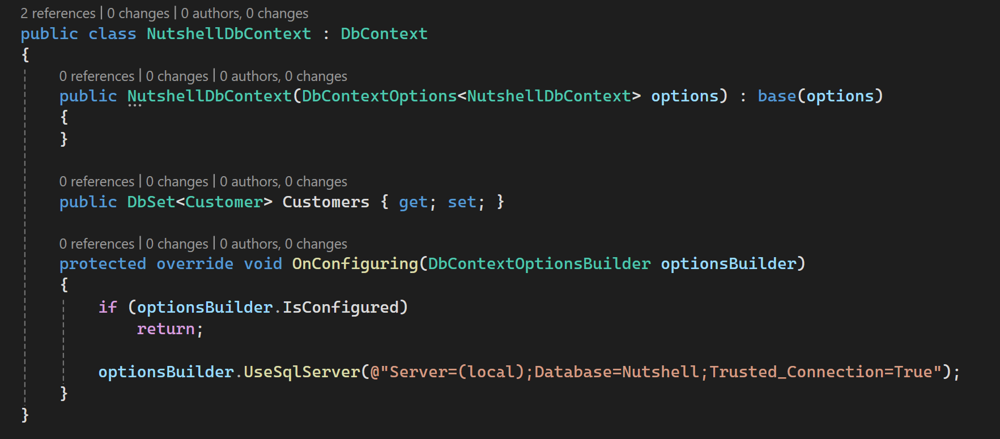 2 references | 0 changes | 0 authors, 0 changes
public class NutshellDbContext : DbContext
{
0 references | 0 changes | 0 authors, 0 changes
public NutshellDbContext(DbContextOptions<NutshellDbContext> options) : base(options)
{
}
0 references | 0 changes | 0 authors, 0 changes
public DbSet<Customer> Customers { get; set; }
0 references | 0 changes | 0 authors, 0 changes
protected override void OnConfiguring(DbContextOptionsBuilder optionsBuilder)
{
if (optionsBuilder.IsConfigured)
return;
optionsBuilder.UseSqlServer(@"Server=(local);Database=Nutshell;Trusted_Connection=True");
}
}